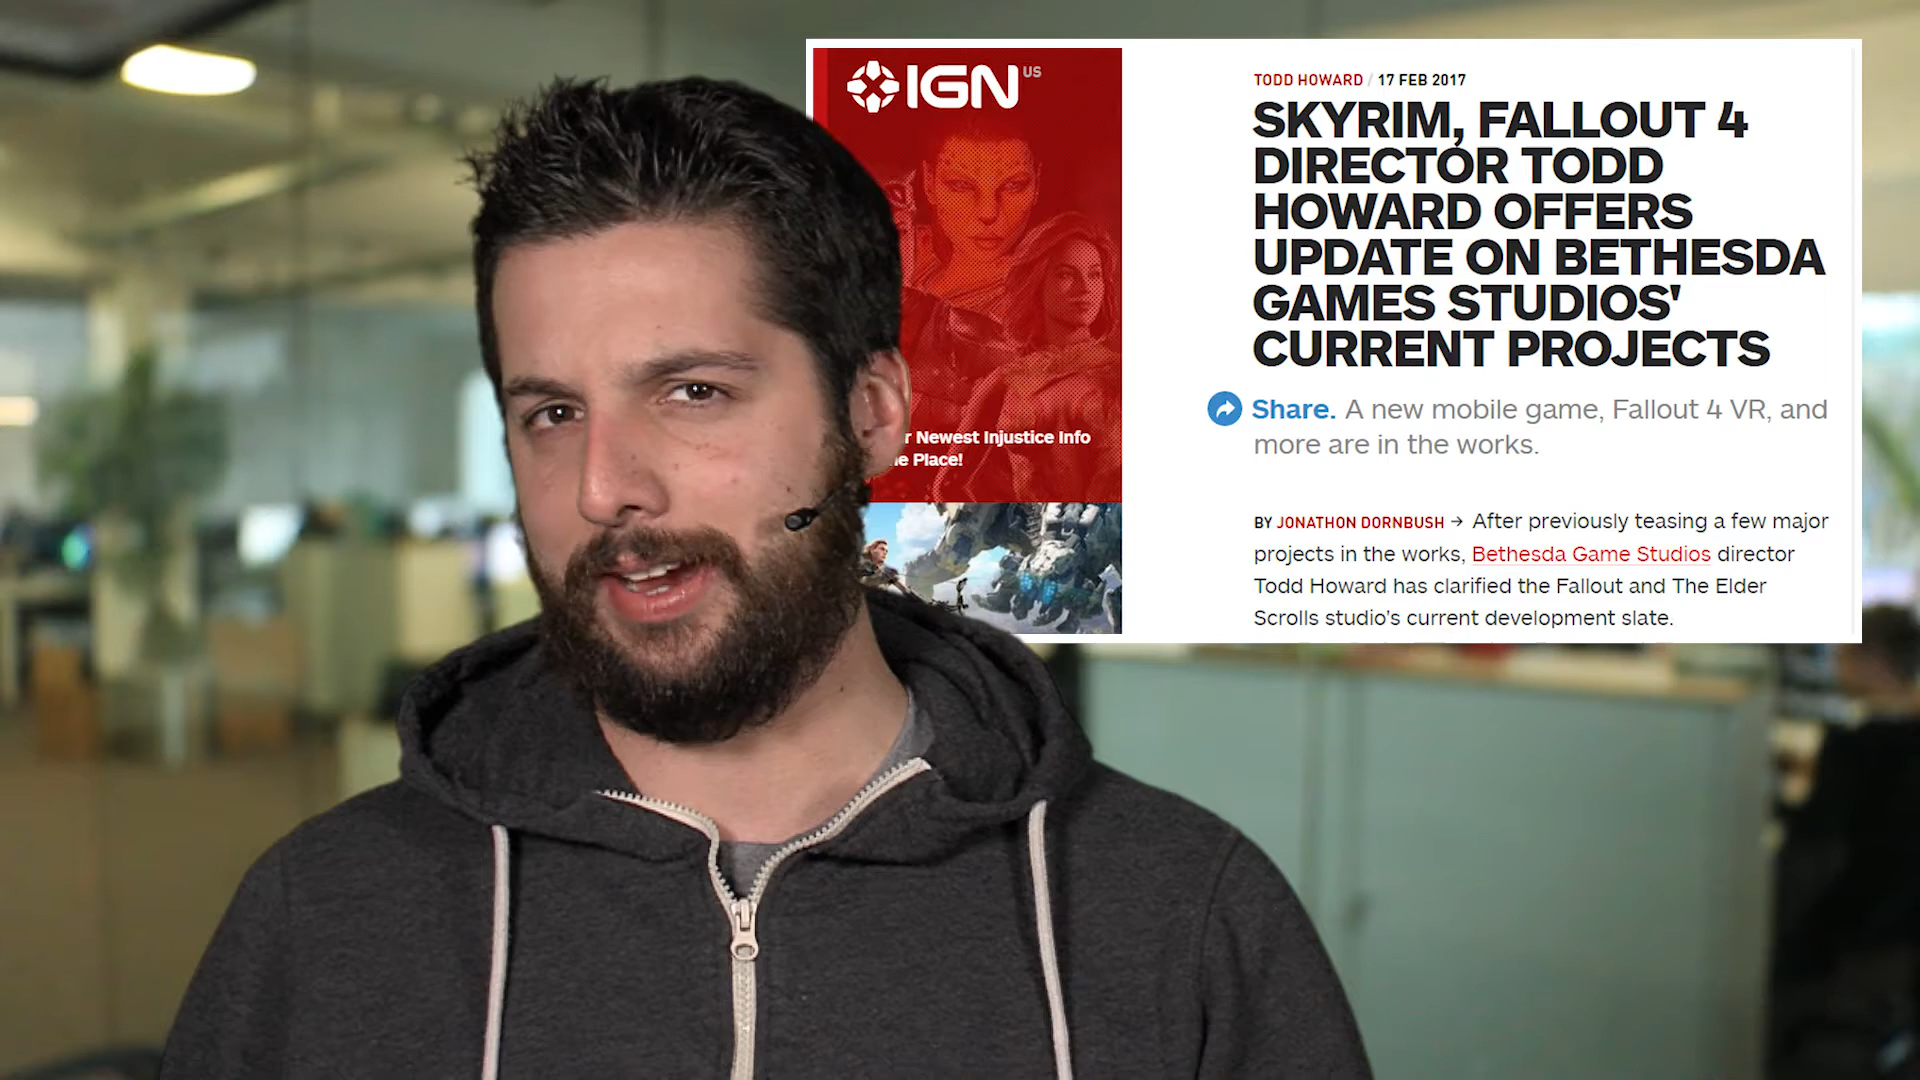 IGN US
r Newest Injustice Info
e Place!
TODD HOWARD / 17 FEB 2017
SKYRIM, FALLOUT 4
DIRECTOR TODD
HOWARD OFFERS
UPDATE ON BETHESDA
GAMES STUDIOS'
CURRENT PROJECTS
Share. A new mobile game, Fallout 4 VR, and
more are in the works.
BY JONATHON DORNBUSH → After previously teasing a few major
projects in the works, Bethesda Game Studios director
Todd Howard has clarified the Fallout and The Elder
Scrolls studio's current development slate.